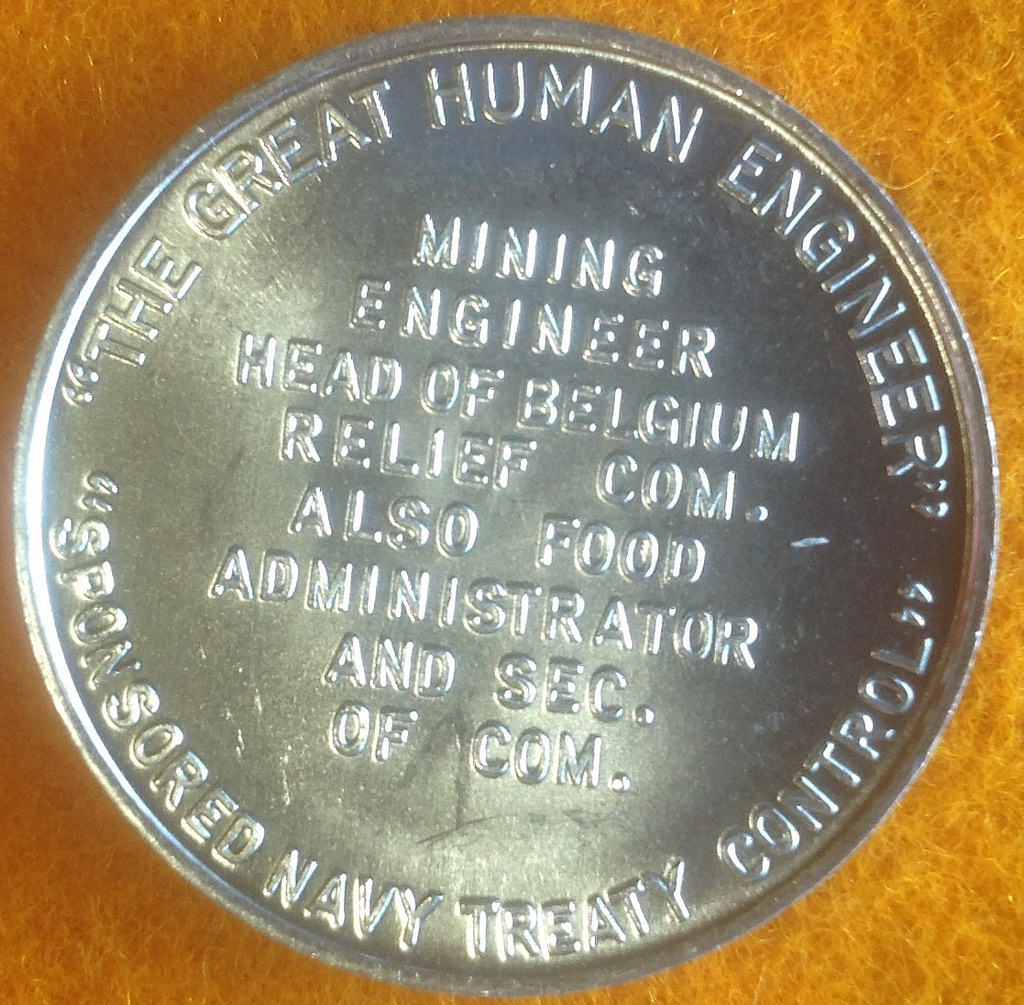 “THE GREAT HUMAN ENGINEER”
MINING
ENGINEER
HEAD OF BELGIUM
RELIEF COM.
ALSO FOOD
ADMINISTRATOR
AND SEC.
OF COM.
“SPONSORED NAVY TREATY CONTROL”